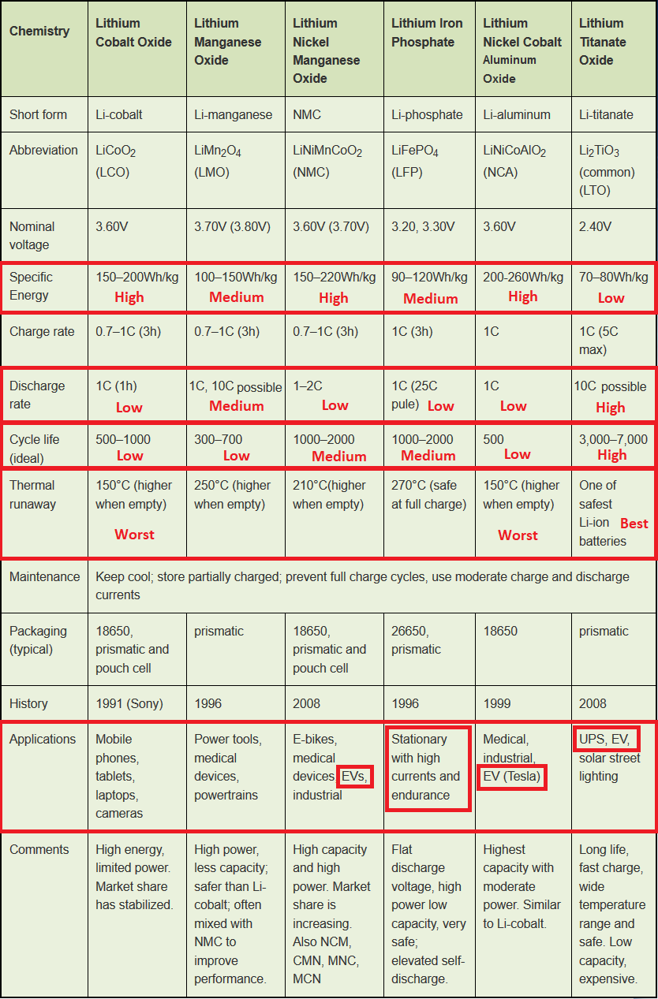 Chemistry
Lithium
Cobalt Oxide
Lithium
Manganese
Oxide
Lithium
Nickel
Manganese
Oxide
Lithium Iron
Phosphate
Lithium
Nickel Cobalt
Aluminum
Oxide
Lithium
Titanate
Oxide
Short form
Li-cobalt
Li-manganese
NMC
Li-phosphate
Li-aluminum
Li-titanate
Abbreviation
LiCoO2
(LCO)
LiMn2O4
(LMO)
LiNiMnCoO2
(NMC)
LiFePO4
(LFP)
LiNiCoAlO2
(NCA)
Li2TiO3
(common)
(LTO)
Nominal
voltage
3.60V
3.70V (3.80V)
3.60V (3.70V)
3.20, 3.30V
3.60V
2.40V
Specific
Energy
150–200Wh/kg
High
100–150Wh/kg
Medium
150–220Wh/kg
High
90–120Wh/kg
Medium
200-260Wh/kg
High
70–80Wh/kg
Low
Charge rate
0.7–1C (3h)
0.7–1C (3h)
0.7–1C (3h)
1C (3h)
1C
1C (5C
max)
Discharge
rate
1C (1h)
Low
1C, 10C possible
Medium
1–2C
Low
1C (25C
pule) Low
1C
Low
10C possible
High
Cycle life
(ideal)
500–1000
Low
300–700
Low
1000–2000
Medium
1000–2000
Medium
500
Low
3,000–7,000
High
Thermal
runaway
150°C (higher
when empty)
Worst
250°C (higher
when empty)
210°C(higher
when empty)
270°C (safe
at full charge)
150°C (higher
when empty)
Worst
One of
safest
Li-ion Best
batteries
Maintenance
Keep cool; store partially charged; prevent full charge cycles, use moderate charge and discharge
currents
Packaging
(typical)
18650,
prismatic and
pouch cell
prismatic
18650,
prismatic and
pouch cell
26650,
prismatic
18650
prismatic
History
1991 (Sony)
1996
2008
1996
1999
2008
Applications
Mobile
phones,
tablets,
laptops,
cameras
Power tools,
medical
devices,
powertrains
E-bikes,
medical
devices EVs,
industrial
Stationary
with high
currents and
endurance
Medical,
industrial,
EV (Tesla)
UPS, EV,
solar street
lighting
Comments
High energy,
limited power.
Market share
has stabilized.
High power,
less capacity;
safer than Li-
cobalt; often
mixed with
NMC to
improve
performance.
High capacity
and high
power. Market
share is
increasing.
Also NCM,
CMN, MNC,
MCN
Flat
discharge
voltage, high
power low
capacity, very
safe;
elevated self-
discharge.
Highest
capacity with
moderate
power. Similar
to Li-cobalt.
Long life,
fast charge,
wide
temperature
range and
safe. Low
capacity,
expensive.